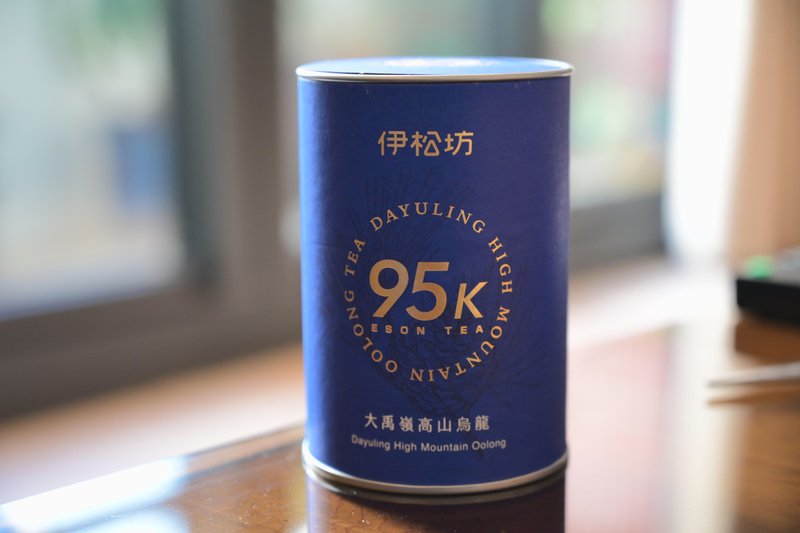 伊松坊
DAYULING HIGH MOUNTAIN OOLONG TEA
95K
ESON TEA
大禹嶺高山烏龍
Dayuling High Mountain Oolong